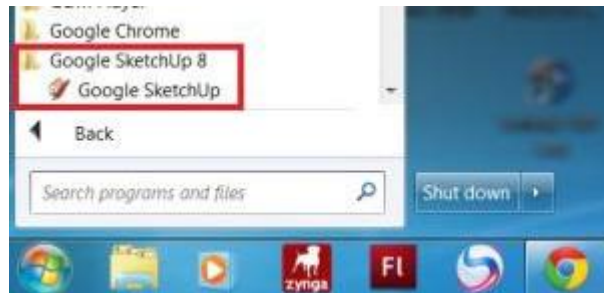 Google Chrome
Google SketchUp 8
Google SketchUp
Back
Search programs and files
Shut down
zynga
FL